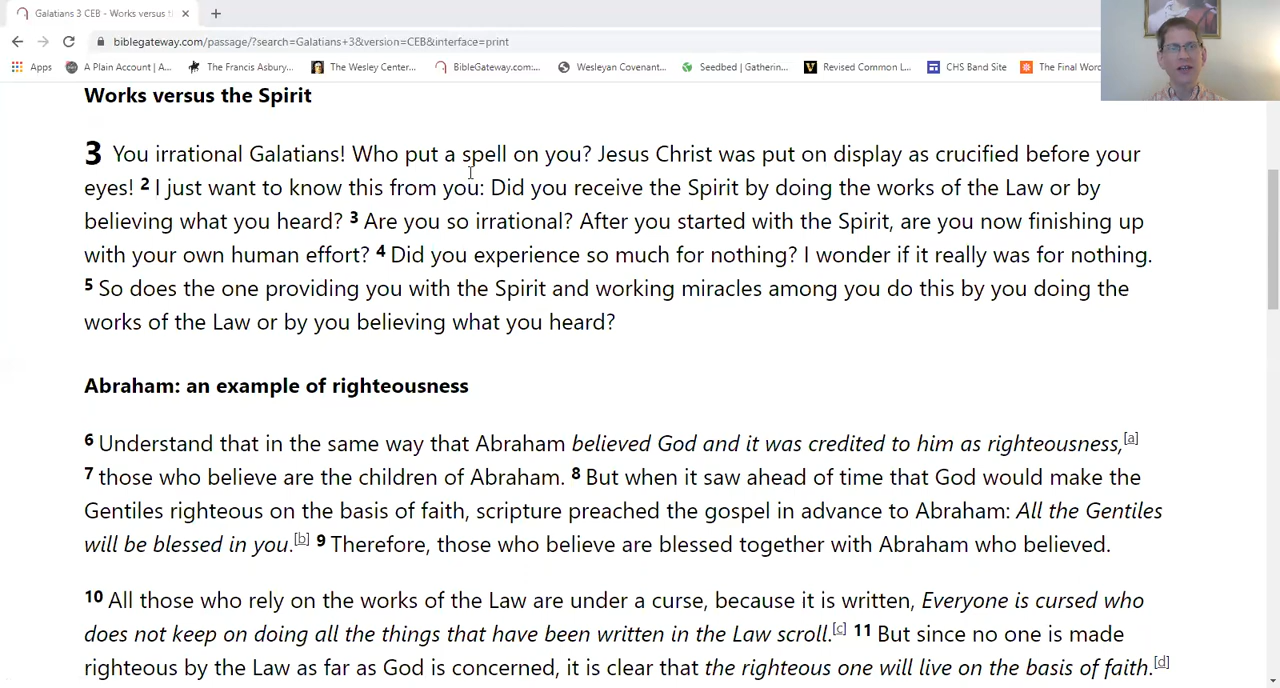 Galatians 3 CEB - Works versus t
biblegateway.com/passage/?search=Galatians+3&version=CEB&interface=print
Apps A Plain Account | A... The Francis Asbury... The Wesley Center... BibleGateway.com:... Wesleyan Covenant... Seedbed | Gatherin... Revised Common L... CHS Band Site The Final Wor
Works versus the Spirit
3 You irrational Galatians! Who put a spell on you? Jesus Christ was put on display as crucified before your
eyes! 2 I just want to know this from you: Did you receive the Spirit by doing the works of the Law or by
believing what you heard? 3 Are you so irrational? After you started with the Spirit, are you now finishing up
with your own human effort? 4 Did you experience so much for nothing? I wonder if it really was for nothing.
5 So does the one providing you with the Spirit and working miracles among you do this by you doing the
works of the Law or by you believing what you heard?
Abraham: an example of righteousness
6 Understand that in the same way that Abraham believed God and it was credited to him as righteousness,[a]
7 those who believe are the children of Abraham. 8 But when it saw ahead of time that God would make the
Gentiles righteous on the basis of faith, scripture preached the gospel in advance to Abraham: All the Gentiles
will be blessed in you.[b] 9 Therefore, those who believe are blessed together with Abraham who believed.
10 All those who rely on the works of the Law are under a curse, because it is written, Everyone is cursed who
does not keep on doing all the things that have been written in the Law scroll.[c] 11 But since no one is made
righteous by the Law as far as God is concerned, it is clear that the righteous one will live on the basis of faith.[d]